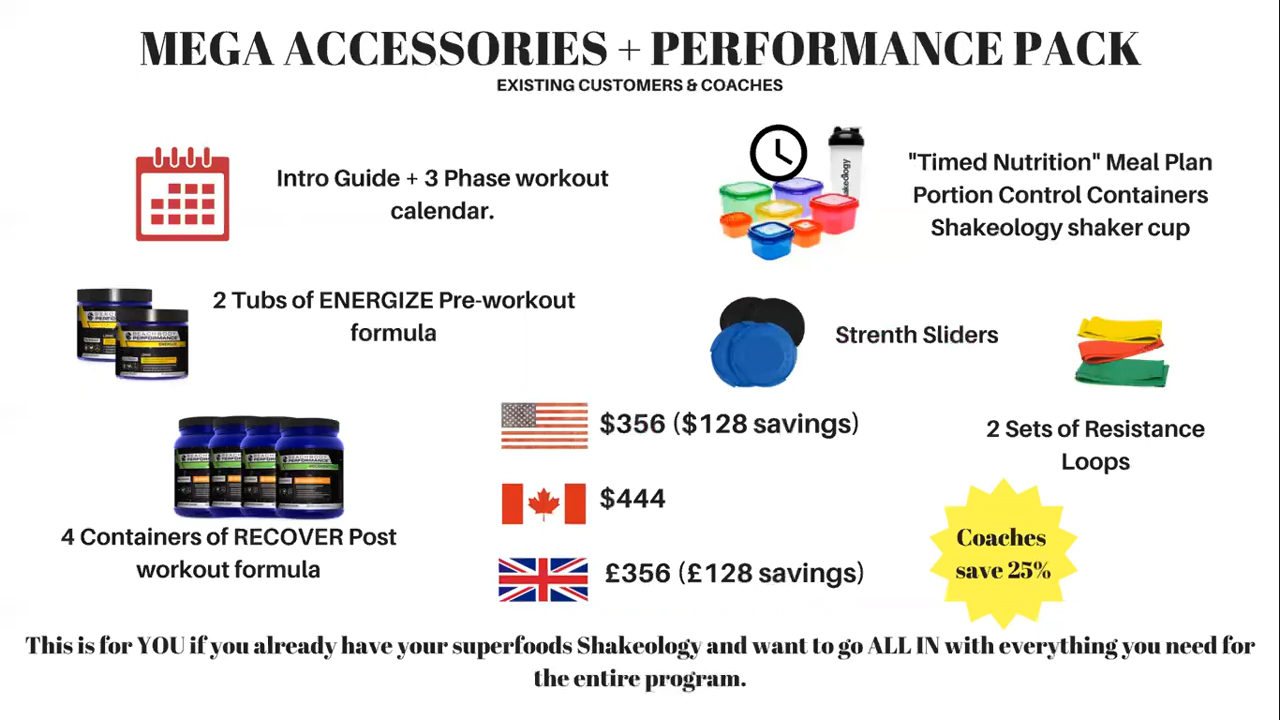 MEGA ACCESSORIES + PERFORMANCE PACK
EXISTING CUSTOMERS & COACHES
Intro Guide + 3 Phase workout
calendar.
"Timed Nutrition" Meal Plan
Portion Control Containers
Shakeology shaker cup
2 Tubs of ENERGIZE Pre-workout
formula
Strenth Sliders
2 Sets of Resistance
Loops
4 Containers of RECOVER Post
workout formula
$356 ($128 savings)
$444
£356 (£128 savings)
Coaches
save 25%
This is for YOU if you already have your superfoods Shakeology and want to go ALL IN with everything you need for
the entire program.